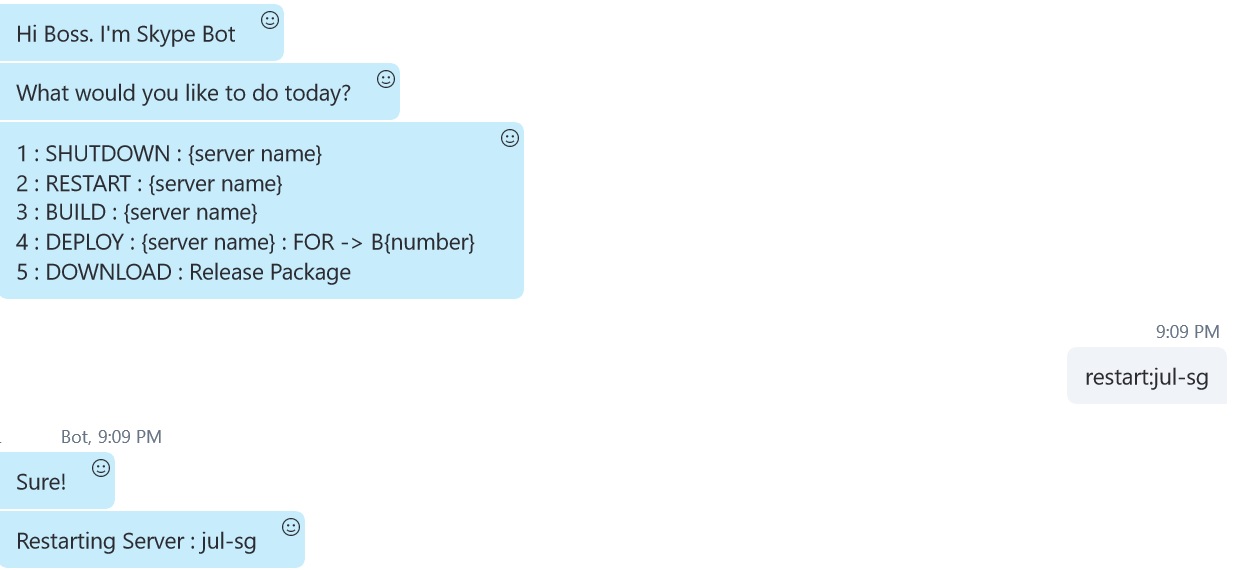 Hi Boss. I'm Skype Bot
What would you like to do today?
1 : SHUTDOWN : {server name}
2 : RESTART : {server name}
3 : BUILD : {server name}
4 : DEPLOY : {server name} : FOR -> B{number}
5 : DOWNLOAD : Release Package
9:09 PM
restart:jul-sg
Bot, 9:09 PM
Sure!
Restarting Server : jul-sg